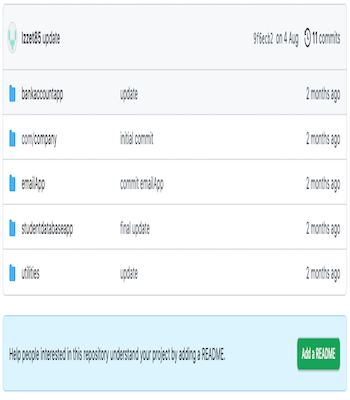 Izzet85 update 9f6ecb2 on 4 Aug 11 commits
bankaccountapp update 2 months ago
com/company initial commit 2 months ago
emailApp commit emailApp 2 months ago
studentdatabaseapp final update 2 months ago
utilities update 2 months ago
Help people interested in this repository understand your project by adding a README. Add a README